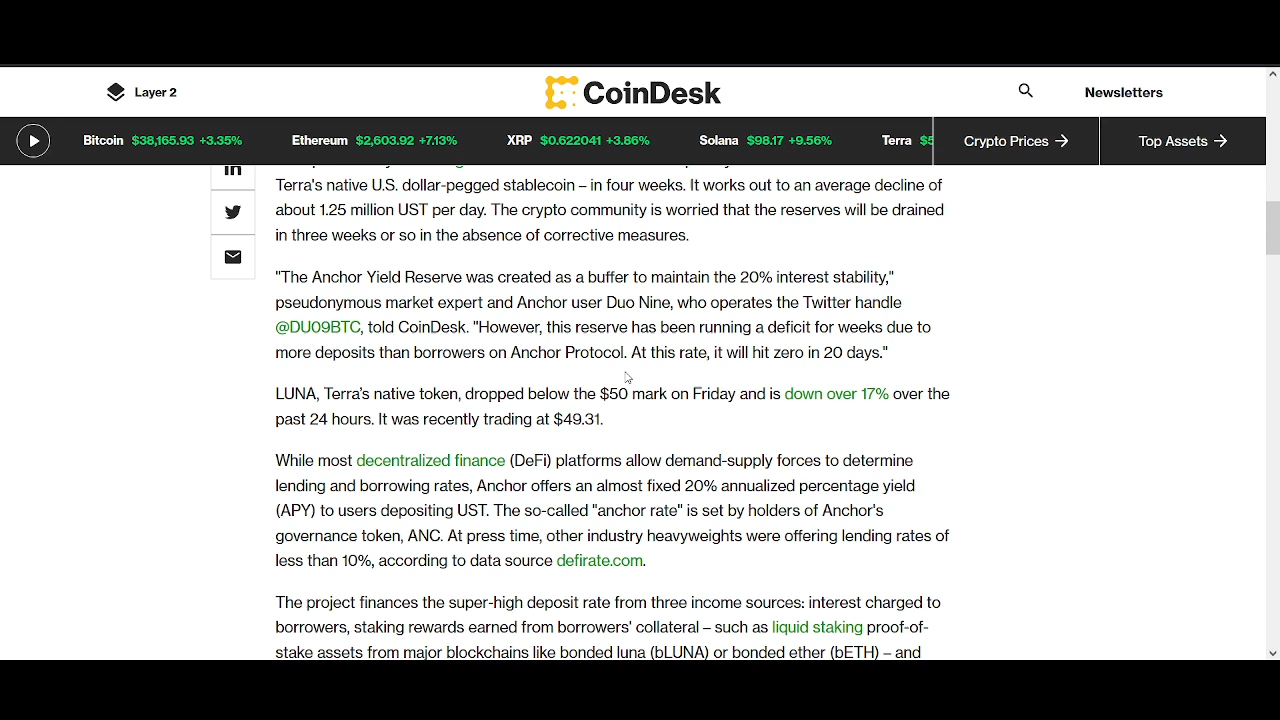 Layer 2
CoinDesk
Newsletters
Bitcoin $38,165.93 +3.35% Ethereum $2,603.92 +7.13% XRP $0.622041 +3.86% Solana $98.17 +9.56% Terra $5
Crypto Prices →
Top Assets →
in
Terra's native U.S. dollar-pegged stablecoin – in four weeks. It works out to an average decline of
about 1.25 million UST per day. The crypto community is worried that the reserves will be drained
in three weeks or so in the absence of corrective measures.
"The Anchor Yield Reserve was created as a buffer to maintain the 20% interest stability,"
pseudonymous market expert and Anchor user Duo Nine, who operates the Twitter handle
@DU09BTC, told CoinDesk. "However, this reserve has been running a deficit for weeks due to
more deposits than borrowers on Anchor Protocol. At this rate, it will hit zero in 20 days."
LUNA, Terra’s native token, dropped below the $50 mark on Friday and is down over 17% over the
past 24 hours. It was recently trading at $49.31.
While most decentralized finance (DeFi) platforms allow demand-supply forces to determine
lending and borrowing rates, Anchor offers an almost fixed 20% annualized percentage yield
(APY) to users depositing UST. The so-called "anchor rate" is set by holders of Anchor's
governance token, ANC. At press time, other industry heavyweights were offering lending rates of
less than 10%, according to data source defirate.com.
The project finances the super-high deposit rate from three income sources: interest charged to
borrowers, staking rewards earned from borrowers' collateral – such as liquid staking proof-of-
stake assets from major blockchains like bonded luna (bLUNA) or bonded ether (bETH) – and